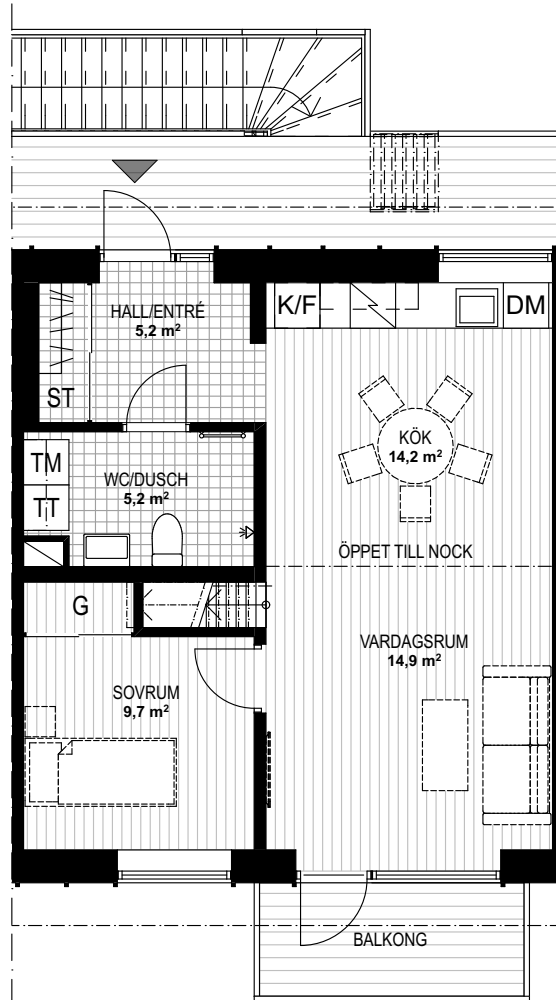 HALL/ENTRÉ
5,2 m²
K/F
DM
ST
KÖK
14,2 m²
TM
WC/DUSCH
5,2 m²
TT
ÖPPET TILL NOCK
G
VARDAGSRUM
14,9 m²
SOVRUM
9,7 m²
BALKONG